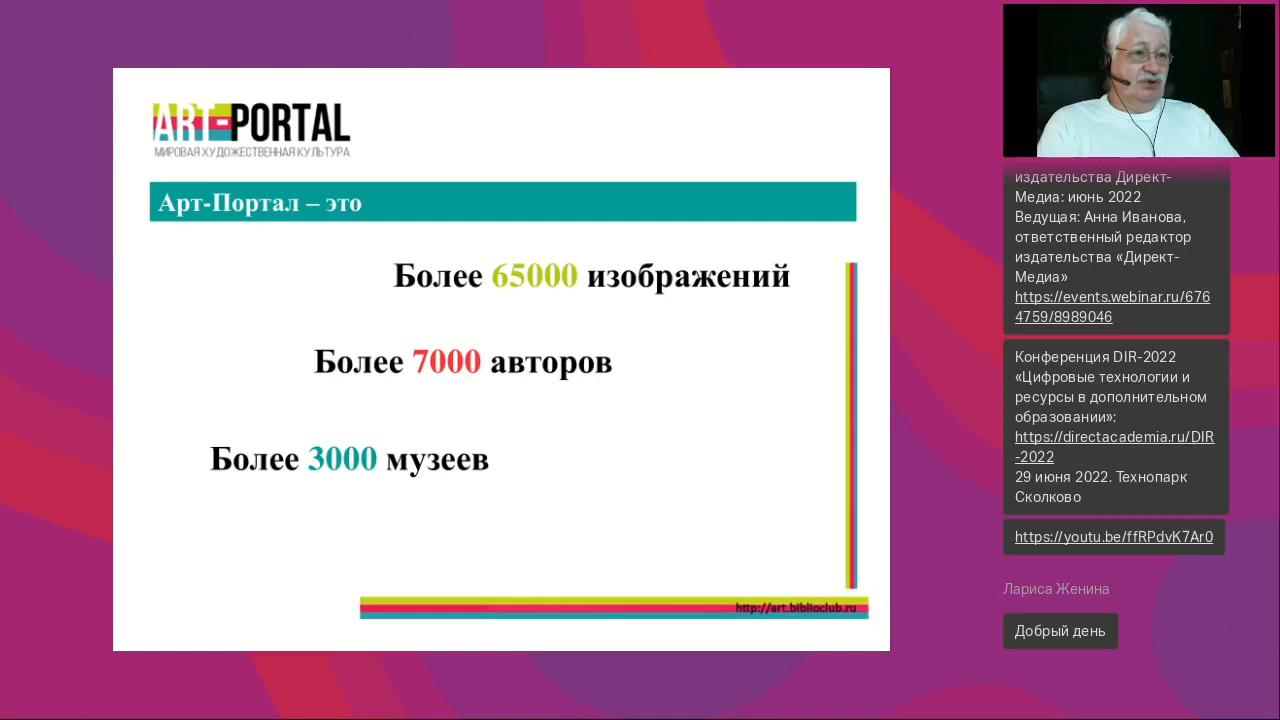 ART-PORTAL
МИРОВАЯ ХУДОЖЕСТВЕННАЯ КУЛЬТУРА
Арт-Портал – это
Более 65000 изображений
Более 7000 авторов
Более 3000 музеев
http://art.biblioclub.ru
издательства Директ-
Медиа: июнь 2022
Ведущая: Анна Иванова,
ответственный редактор
издательства «Директ-
Медиа»
https://events.webinar.ru/676
4759/8989046
Конференция DIR-2022
«Цифровые технологии и
ресурсы в дополнительном
образовании»:
https://directacademia.ru/DIR
-2022
29 июня 2022. Технопарк
Сколково
https://youtu.be/ffRPdvK7Ar0
Лариса Женина
Добрый день